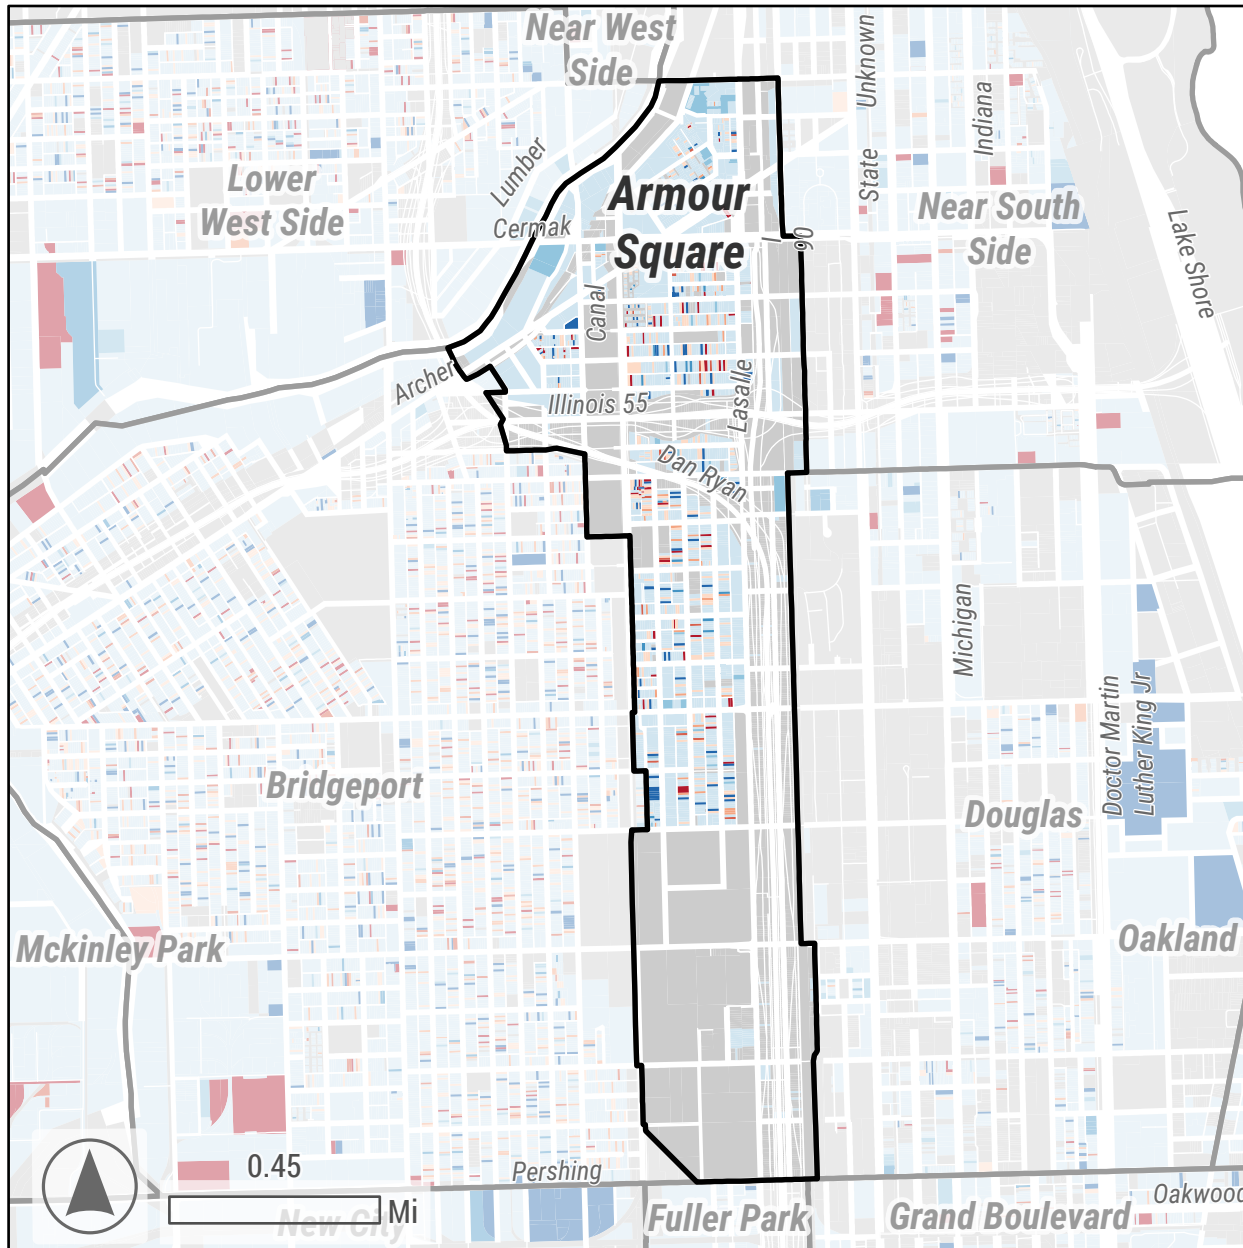 Near West
Side
Unknown
Indiana
State
Lumber
Lower
West Side
Armour
Square
Cermak
Near South
Side
I 90
Lake Shore
Canal
Archer
Illinois 55
Lasalle
Dan Ryan
Michigan
Doctor Martin
Luther King Jr
Bridgeport
Douglas
Mckinley Park
Oakland
0.45
Mi
Pershing
New City
Fuller Park
Grand Boulevard
Oakwood